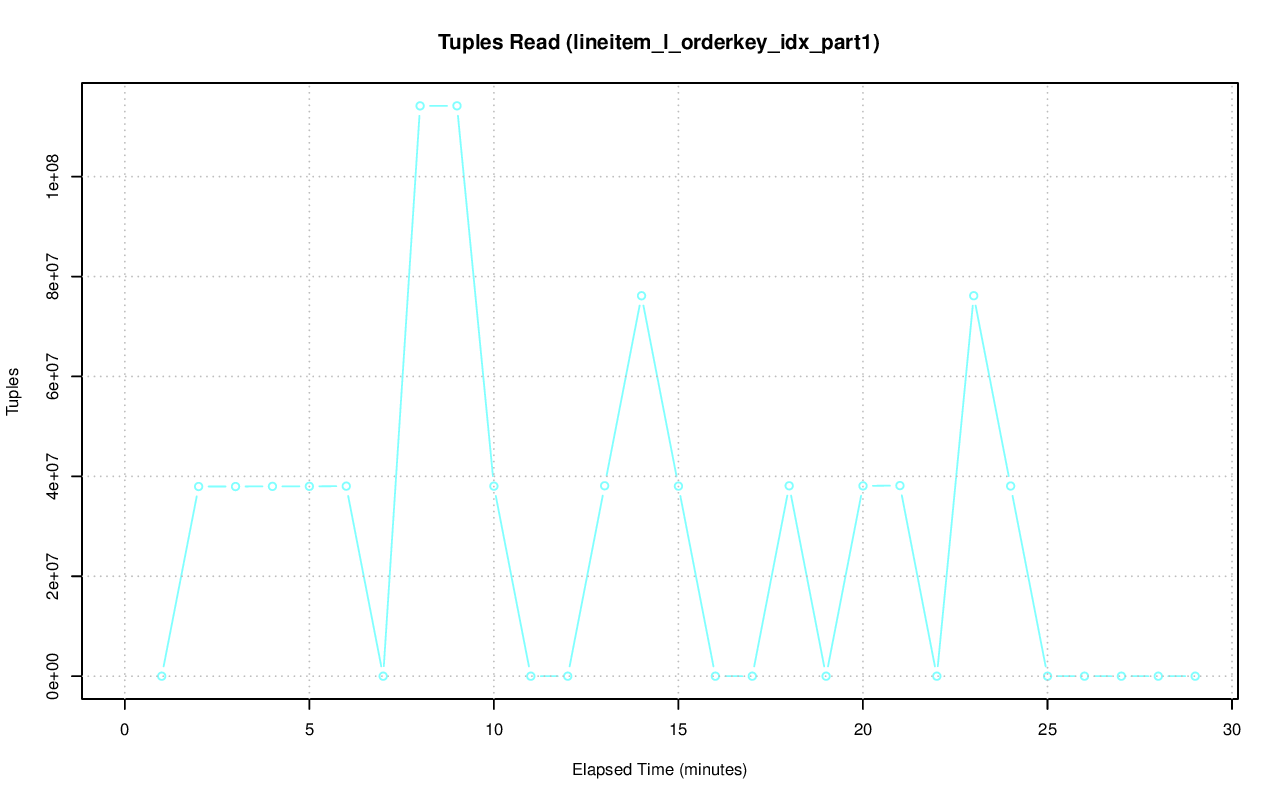 Tuples Read (lineitem_l_orderkey_idx_part1)
1e+08
8e+07
6e+07
4e+07
2e+07
0e+00
Tuples
0 5 10 15 20 25 30
Elapsed Time (minutes)